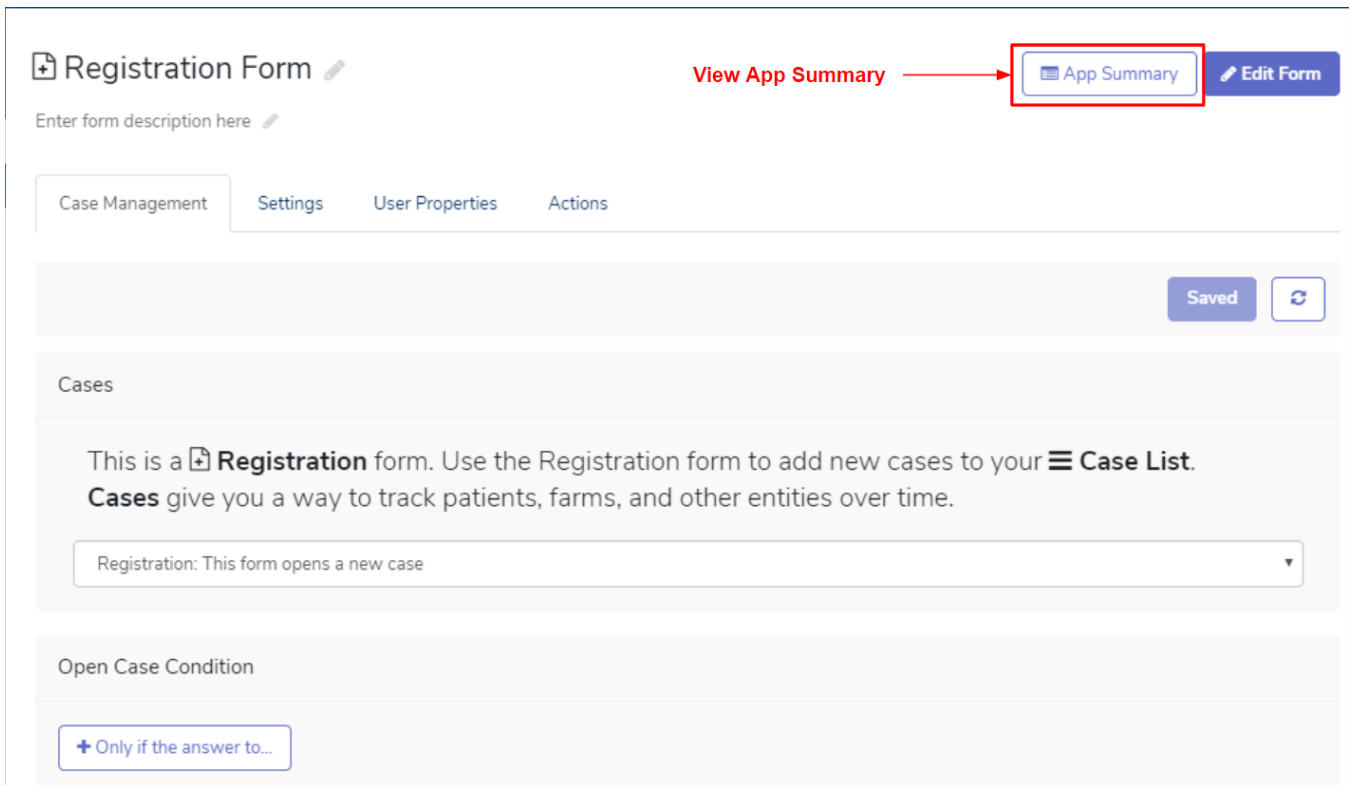 Registration Form
View App Summary
App Summary
Edit Form
Enter form description here
Case Management Settings User Properties Actions
Saved
Cases
This is a Registration form. Use the Registration form to add new cases to your Case List.
Cases give you a way to track patients, farms, and other entities over time.
Registration: This form opens a new case
Open Case Condition
+ Only if the answer to...